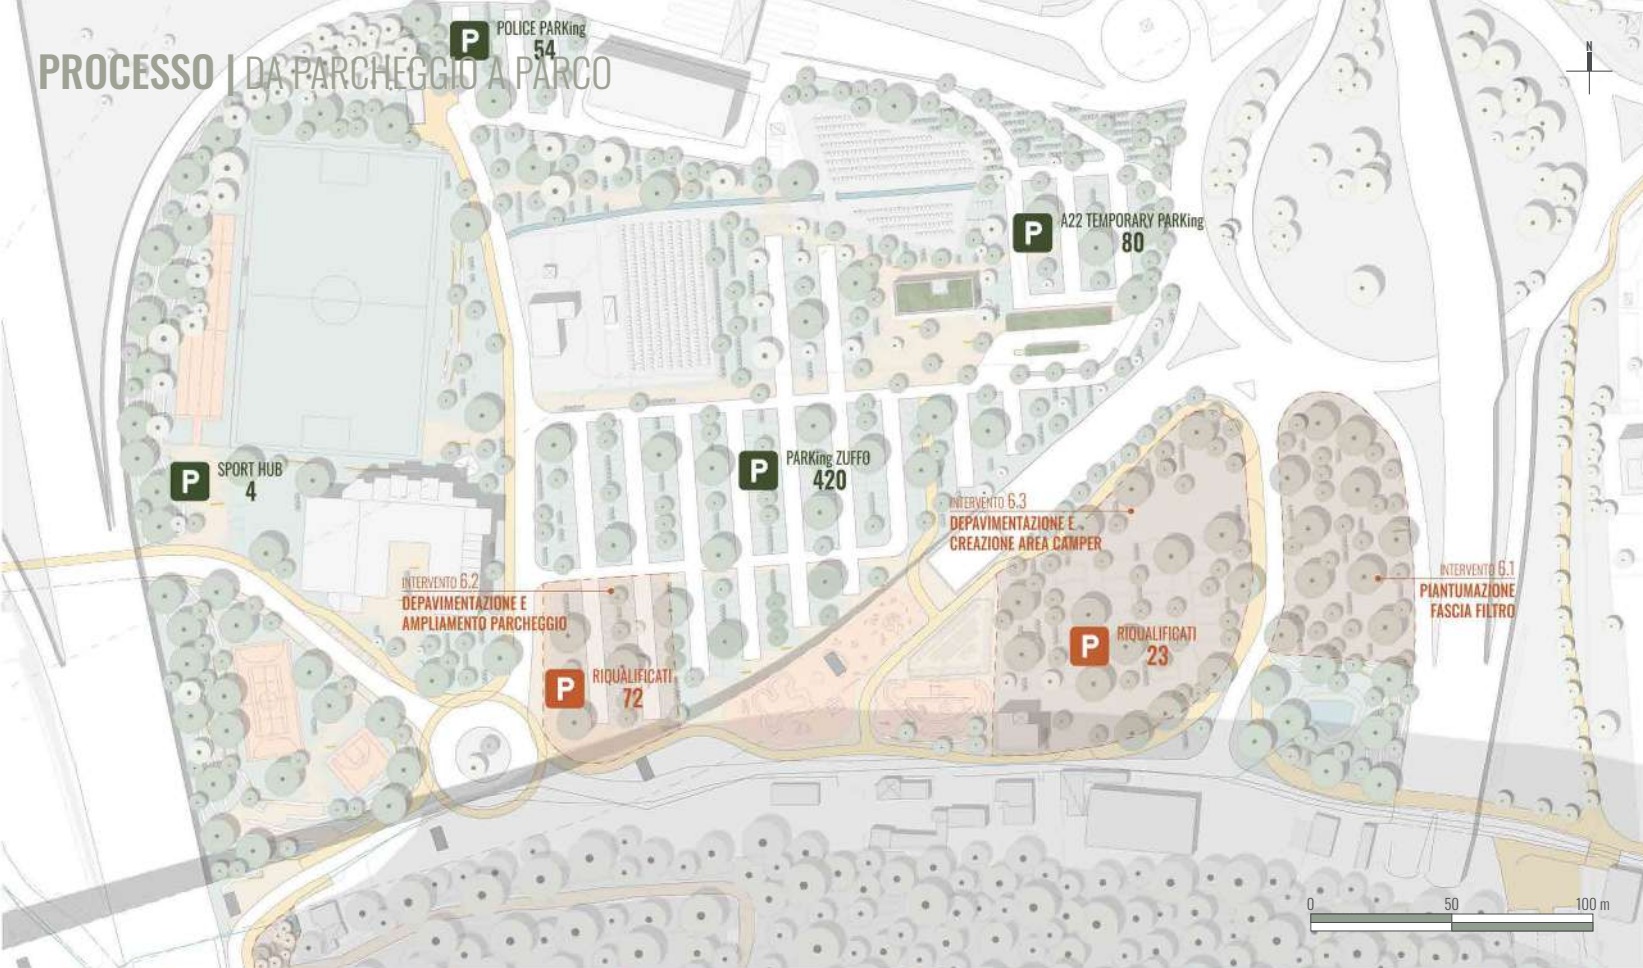 PROCESSO | DA PARCHEGGIO A PARCO
P POLICE PARKing
54
N
P A22 TEMPORARY PARKing
80
P SPORT HUB
4
P PARKing ZUFFO
420
INTERVENTO 6.3
DEPAVIMENTAZIONE E
CREAZIONE AREA CAMPER
INTERVENTO 6.2
DEPAVIMENTAZIONE E
AMPLIAMENTO PARCHEGGIO
INTERVENTO 6.1
PIANTUMAZIONE
FASCIA FILTRO
P RIQUALIFICATI
23
P RIQUALIFICATI
72
0 50 100 m